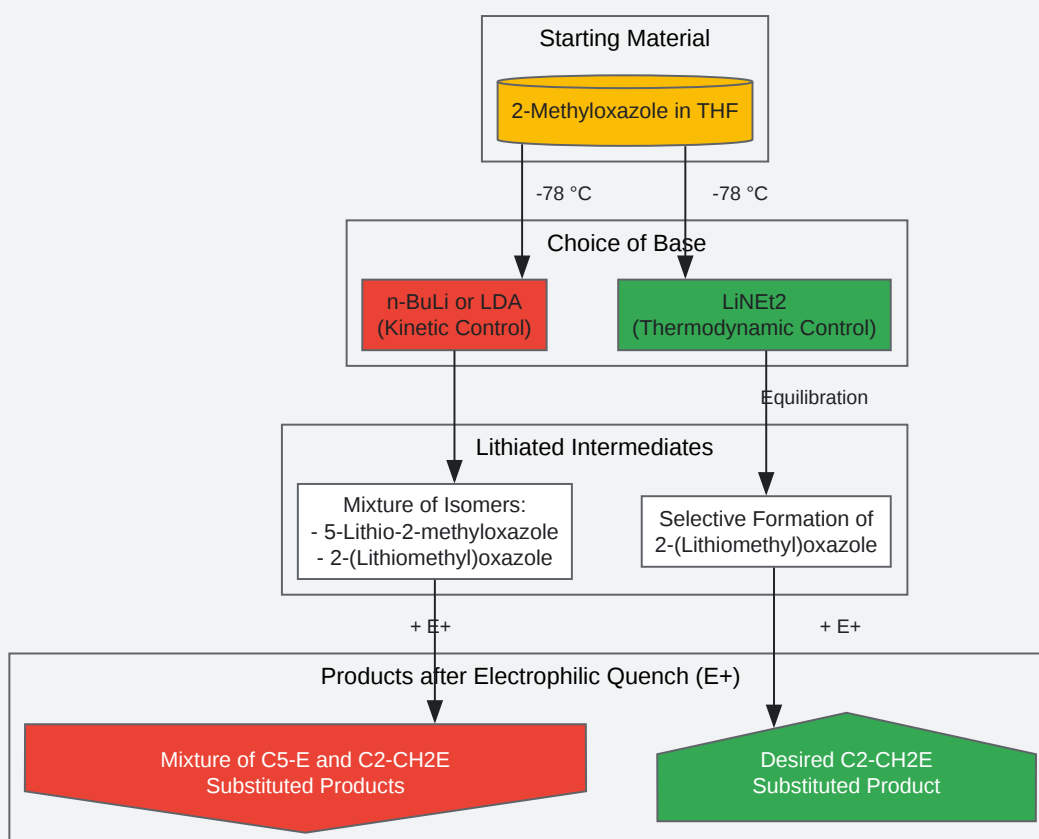 Starting Material
2-Methyloxazole in THF
-78 °C
-78 °C
Choice of Base
n-BuLi or LDA
(Kinetic Control)
LiNEt2
(Thermodynamic Control)
Equilibration
Lithiated Intermediates
Mixture of Isomers:
- 5-Lithio-2-methyloxazole
- 2-(Lithiomethyl)oxazole
Selective Formation of
2-(Lithiomethyl)oxazole
+ E+
+ E+
Products after Electrophilic Quench (E+)
Mixture of C5-E and C2-CH2E
Substituted Products
Desired C2-CH2E
Substituted Product